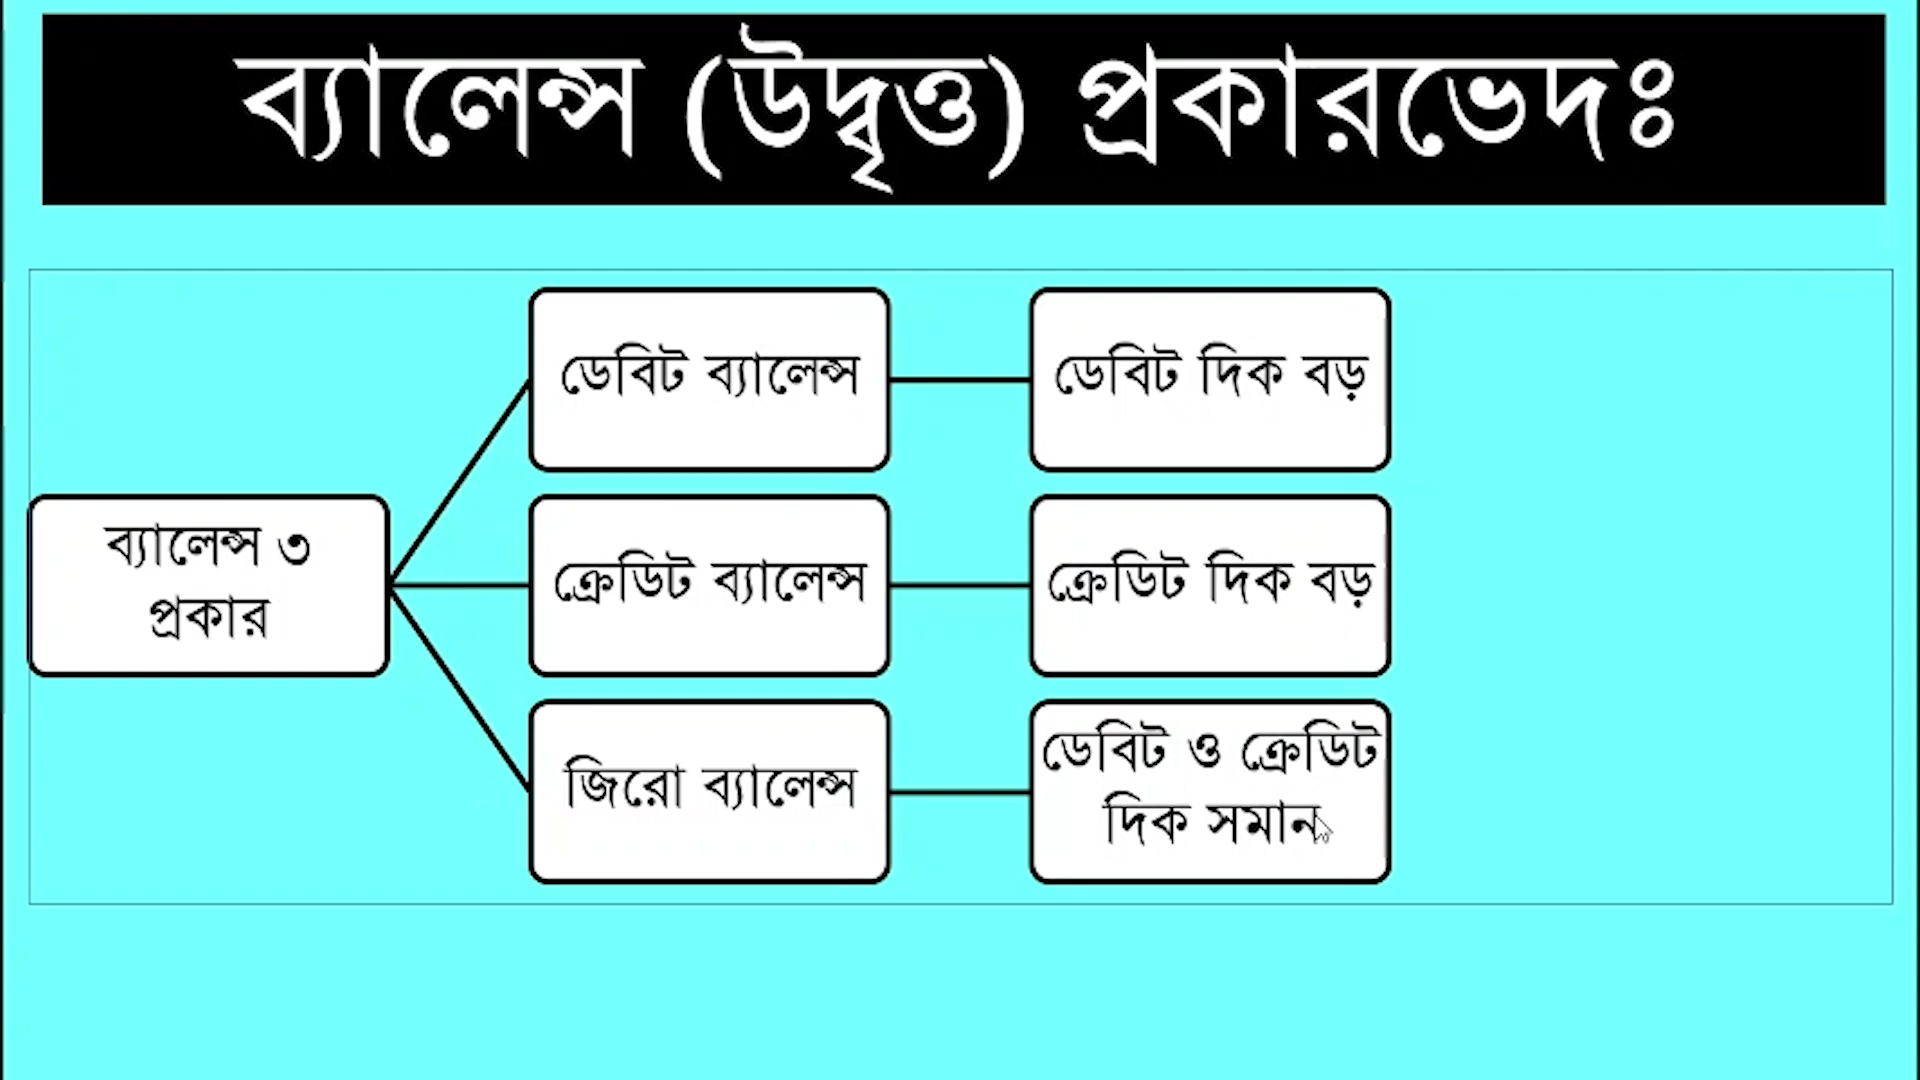 ব্যালেন্স (উদ্বৃত্ত) প্রকারভেদঃ
ডেবিট ব্যালেন্স
ডেবিট দিক বড়
ব্যালেন্স ৩
প্রকার
ক্রেডিট ব্যালেন্স
ক্রেডিট দিক বড়
জিরো ব্যালেন্স
ডেবিট ও ক্রেডিট
দিক সমান